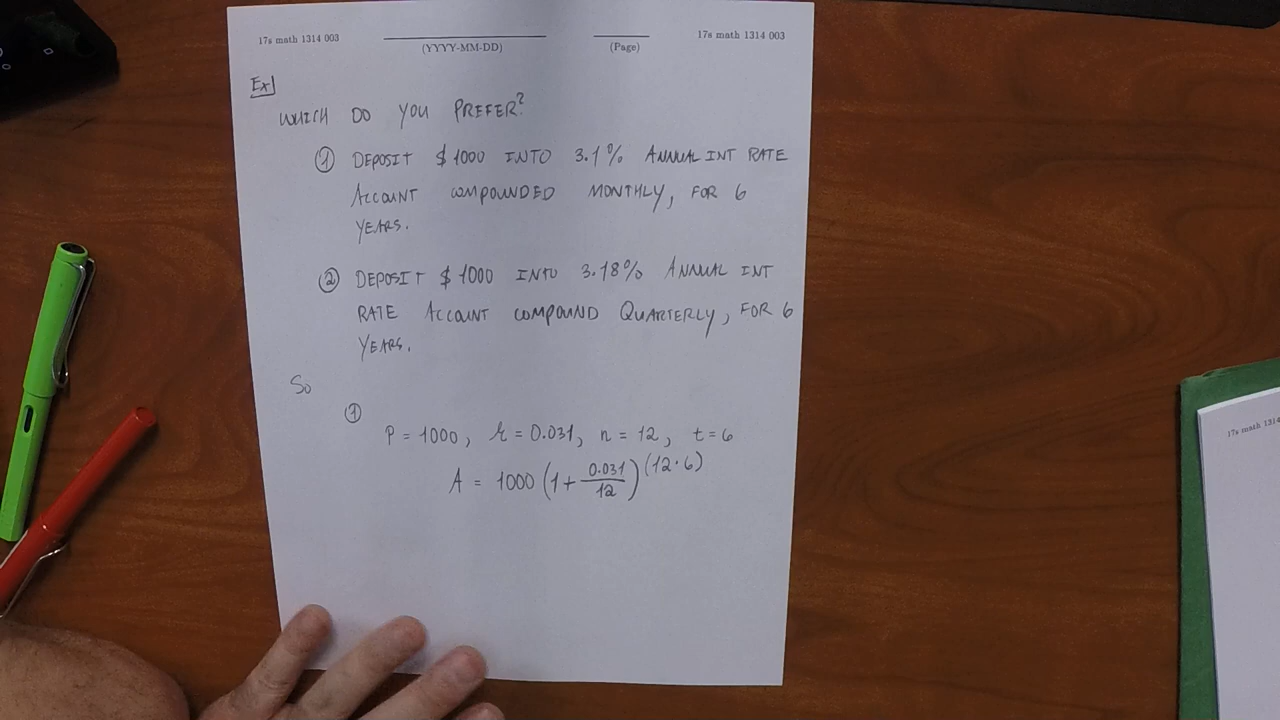 17s math 1314 003 (YYYY-MM-DD) (Page) 17s math 1314 003
Ex
WHICH DO YOU PREFER?
① DEPOSIT $1000 INTO 3.1% ANNUAL INT RATE
ACCOUNT COMPOUNDED MONTHLY, FOR 6
YEARS.
② DEPOSIT $1000 INTO 3.18% ANNUAL INT
RATE ACCOUNT COMPOUND QUARTERLY, FOR 6
YEARS.
So
①
P = 1000, r = 0.031, n = 12, t = 6
A = 1000 (1 + 0.031/12)^(12·6)
17s math 1314